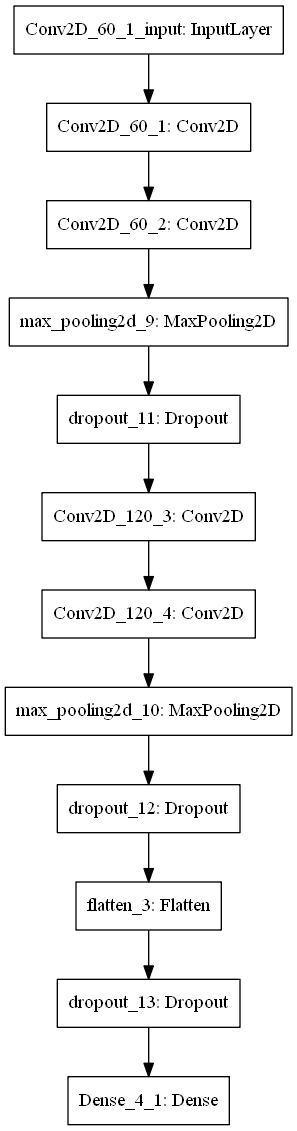 Conv2D_60_1_input: InputLayer
Conv2D_60_1: Conv2D
Conv2D_60_2: Conv2D
max_pooling2d_9: MaxPooling2D
dropout_11: Dropout
Conv2D_120_3: Conv2D
Conv2D_120_4: Conv2D
max_pooling2d_10: MaxPooling2D
dropout_12: Dropout
flatten_3: Flatten
dropout_13: Dropout
Dense_4_1: Dense